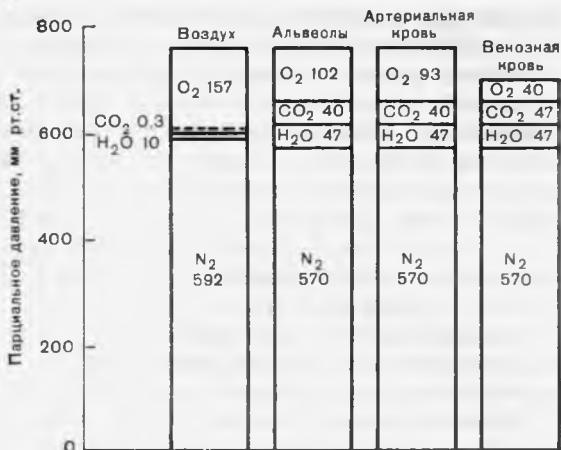 Парциальное давление, мм рт.ст.
800
600
400
200
0
Воздух
O₂ 157
CO₂ 0,3
H₂O 10
N₂
592
Альвеолы
O₂ 102
CO₂ 40
H₂O 47
N₂
570
Артериальная
кровь
O₂ 93
CO₂ 40
H₂O 47
N₂
570
Венозная
кровь
O₂ 40
CO₂ 47
H₂O 47
N₂
570